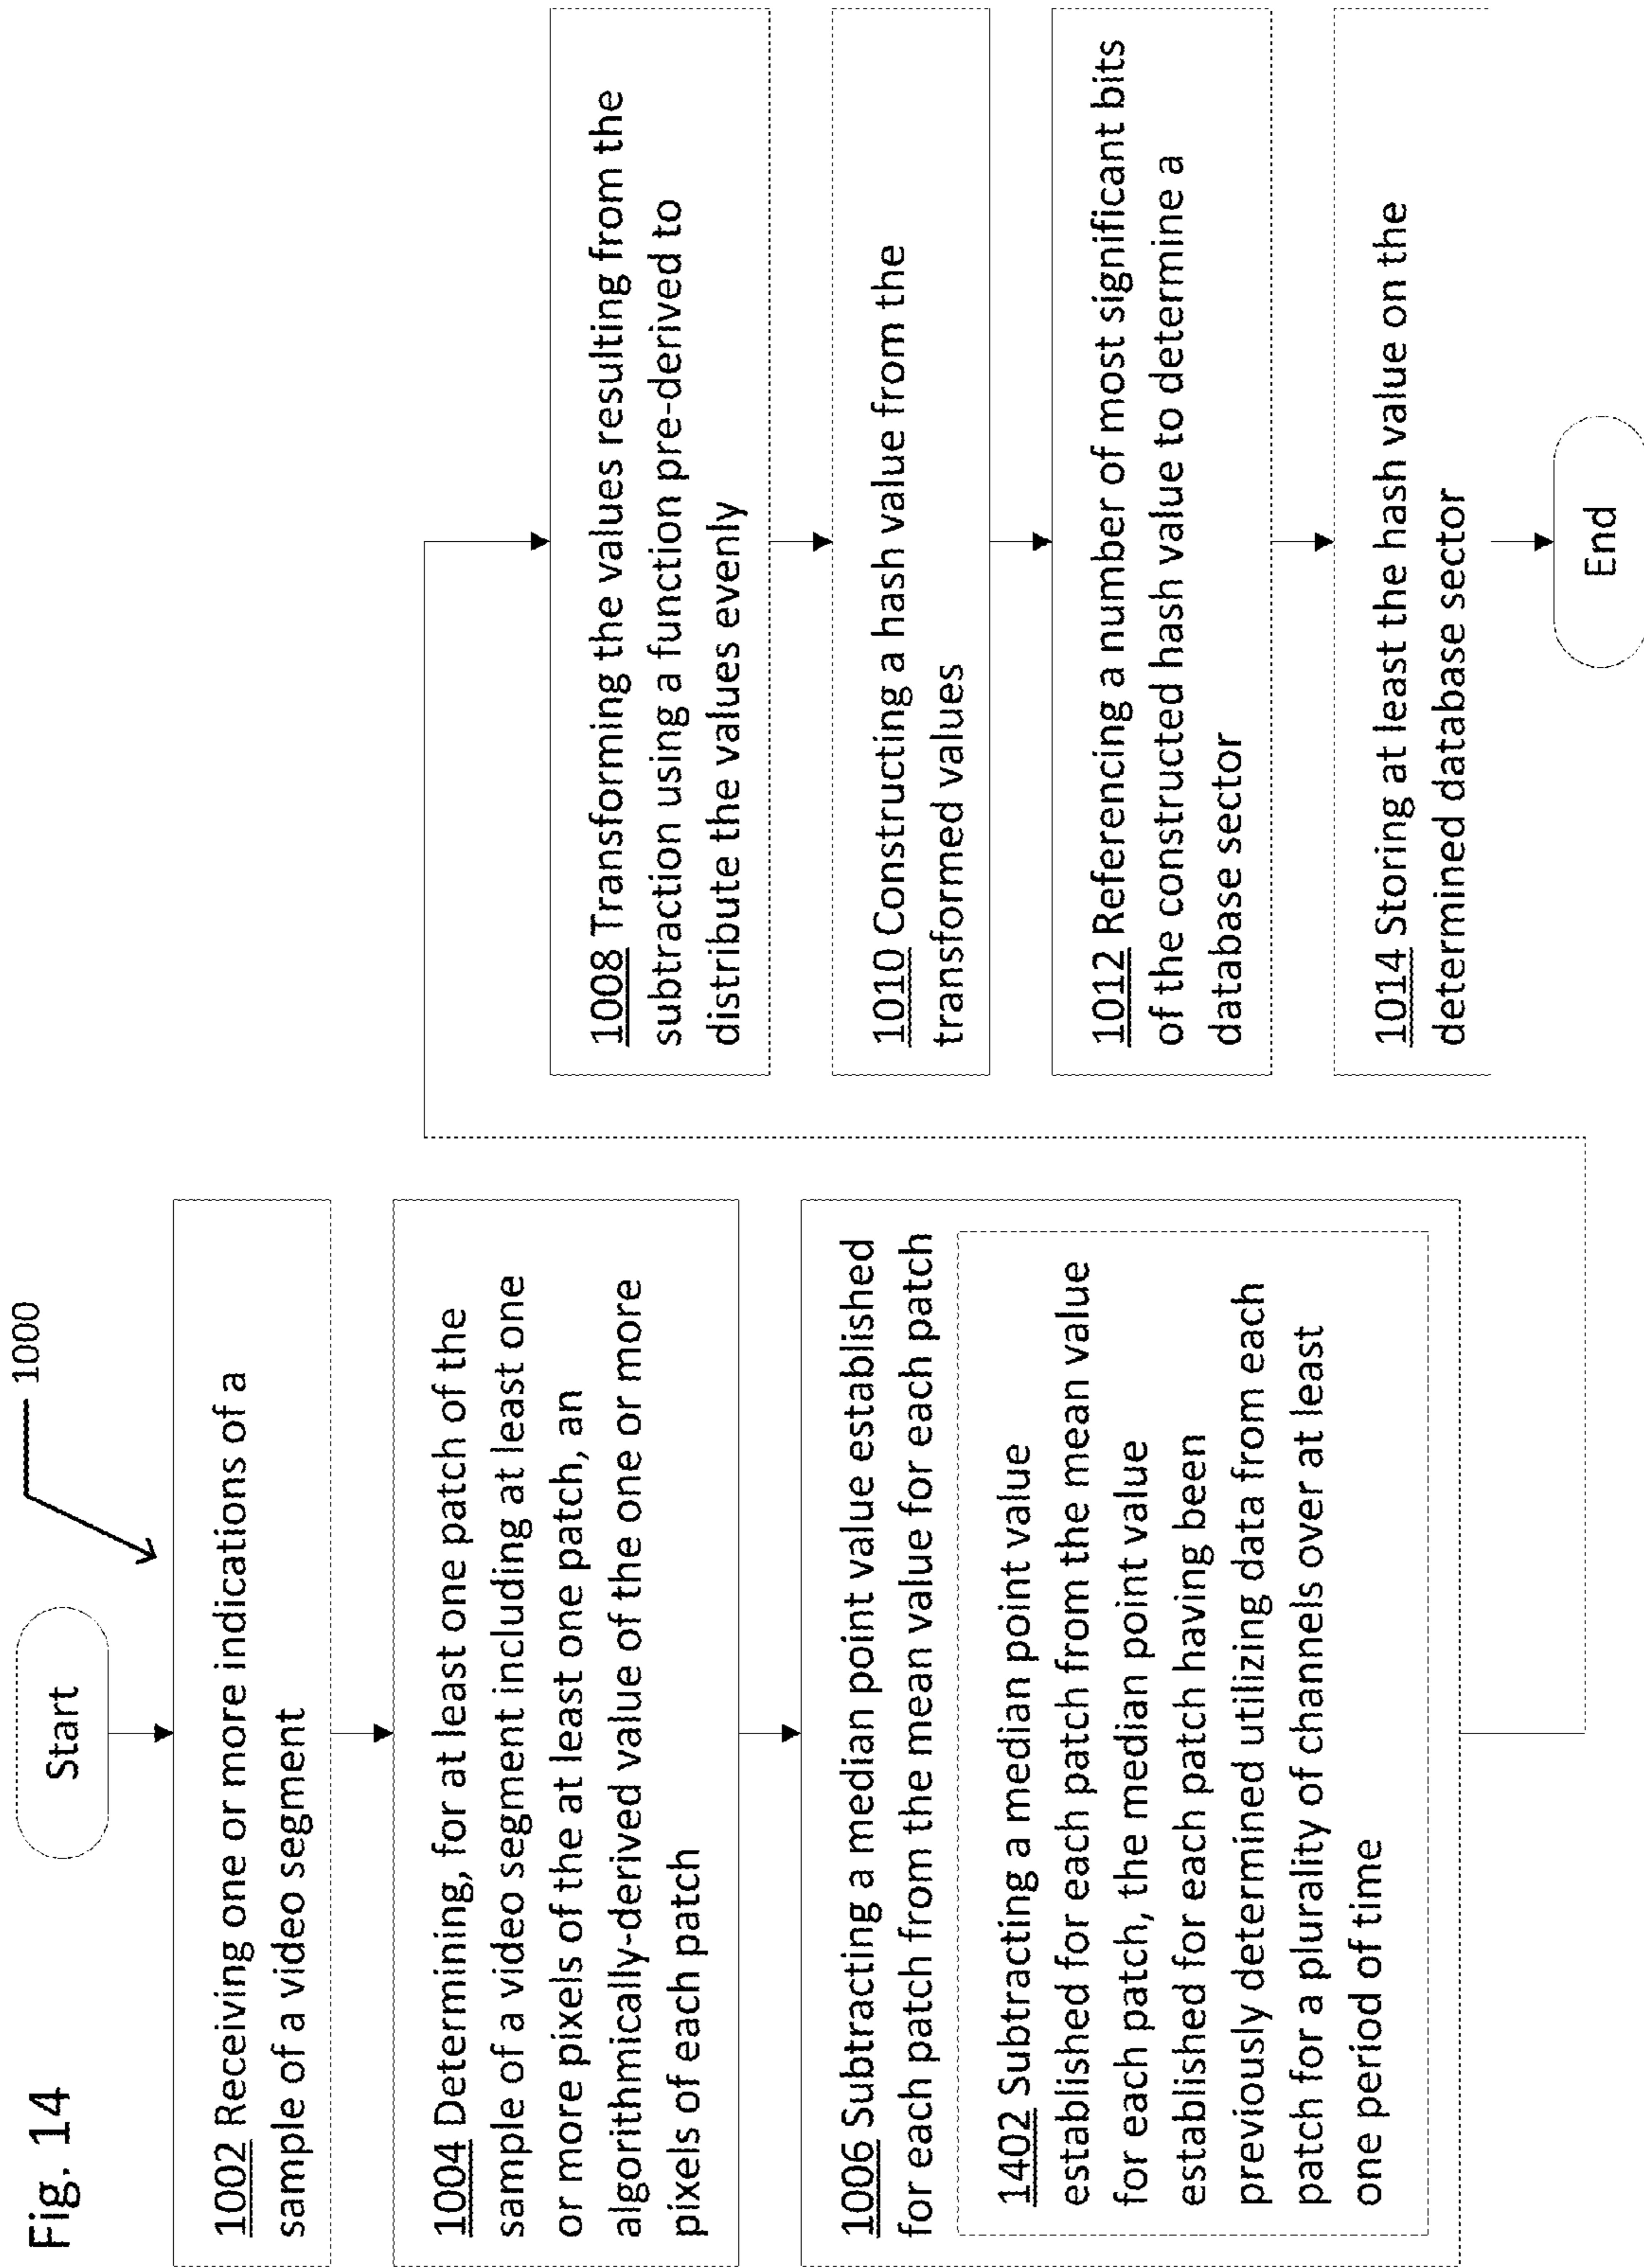 Fig. 14
1000
Start
1002 Receiving one or more indications of a
sample of a video segment
1004 Determining, for at least one patch of the
sample of a video segment including at least one
or more pixels of the at least one patch, an
algorithmically-derived value of the one or more
pixels of each patch
1006 Subtracting a median point value established
for each patch from the mean value for each patch
1402 Subtracting a median point value
established for each patch from the mean value
for each patch, the median point value
established for each patch having been
previously determined utilizing data from each
patch for a plurality of channels over at least
one period of time
1008 Transforming the values resulting from the
subtraction using a function pre-derived to
distribute the values evenly
1010 Constructing a hash value from the
transformed values
1012 Referencing a number of most significant bits
of the constructed hash value to determine a
database sector
1014 Storing at least the hash value on the
determined database sector
End